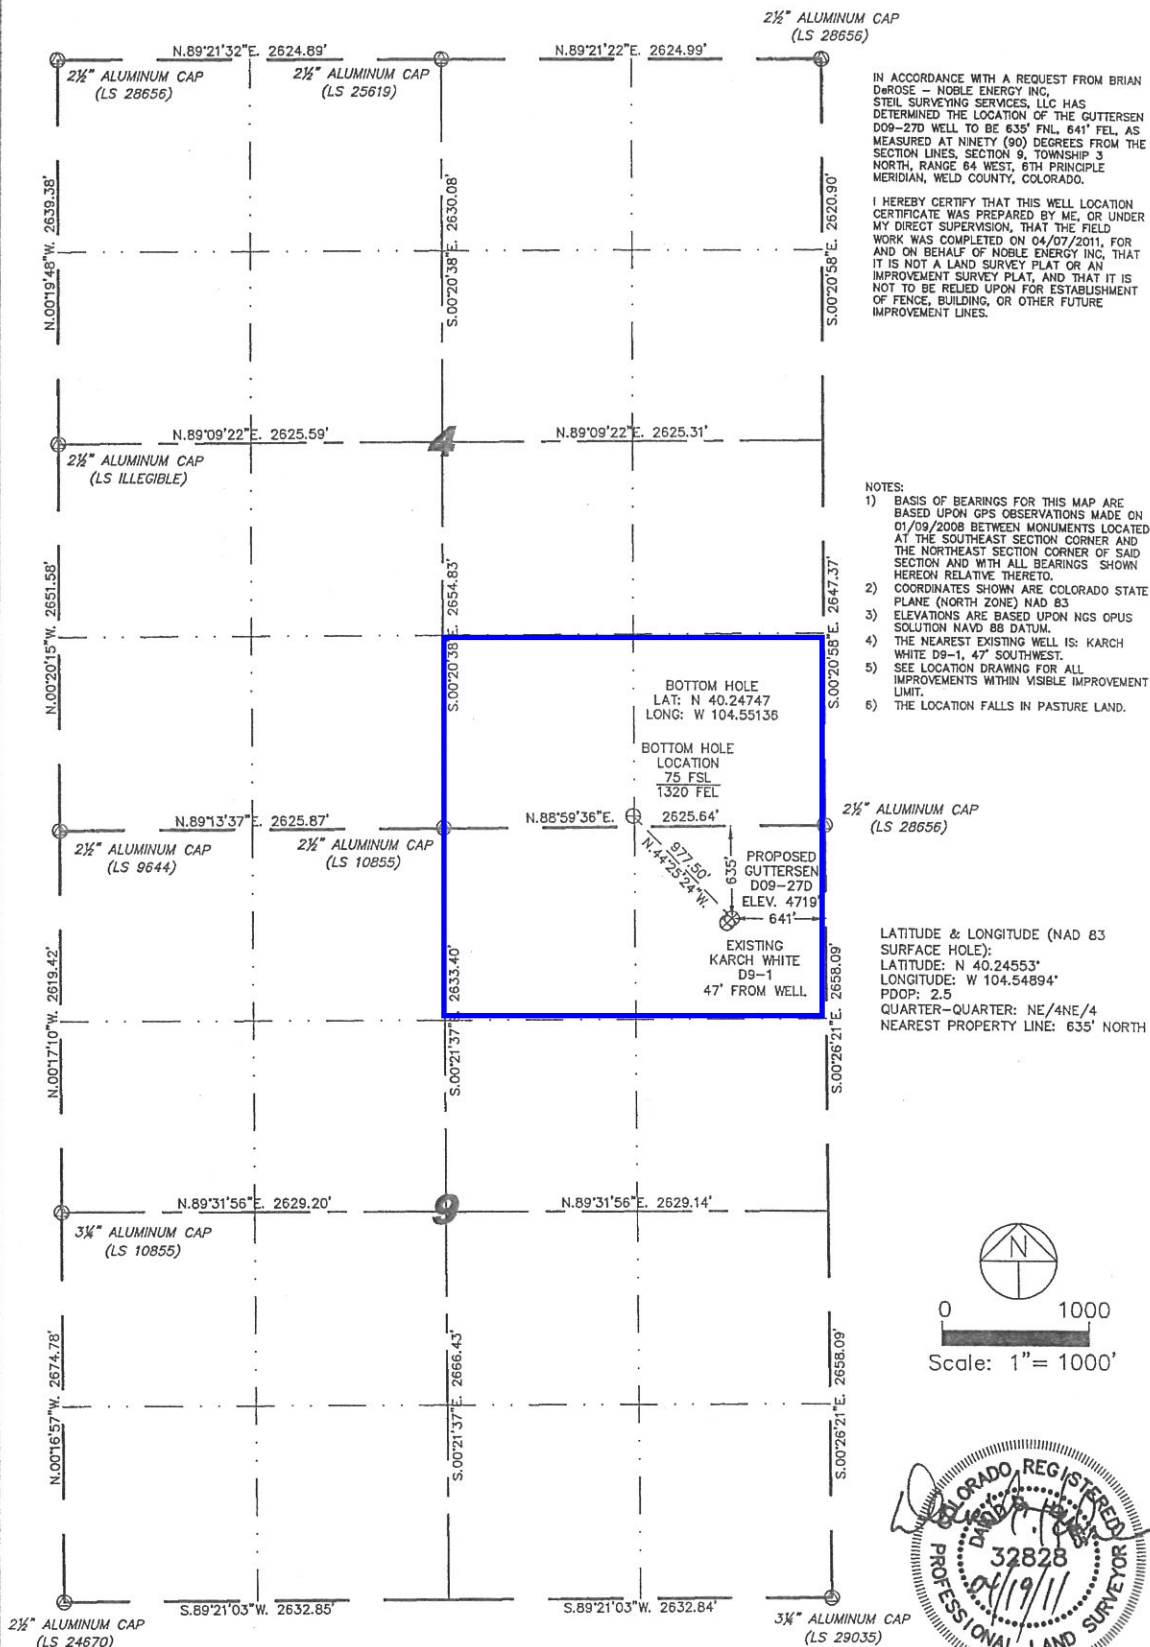 2½" ALUMINUM CAP
(LS 28656)
N.89°21'32"E. 2624.89'
N.89°21'22"E. 2624.99'
2½" ALUMINUM CAP
(LS 28656)
2½" ALUMINUM CAP
(LS 25619)
IN ACCORDANCE WITH A REQUEST FROM BRIAN
DeROSE – NOBLE ENERGY INC,
STEIL SURVEYING SERVICES, LLC HAS
DETERMINED THE LOCATION OF THE GUTTERSEN
D09-27D WELL TO BE 635' FNL, 641' FEL, AS
MEASURED AT NINETY (90) DEGREES FROM THE
SECTION LINES, SECTION 9, TOWNSHIP 3
NORTH, RANGE 64 WEST, 6TH PRINCIPLE
MERIDIAN, WELD COUNTY, COLORADO.
I HEREBY CERTIFY THAT THIS WELL LOCATION
CERTIFICATE WAS PREPARED BY ME, OR UNDER
MY DIRECT SUPERVISION, THAT THE FIELD
WORK WAS COMPLETED ON 04/07/2011, FOR
AND ON BEHALF OF NOBLE ENERGY INC, THAT
IT IS NOT A LAND SURVEY PLAT OR AN
IMPROVEMENT SURVEY PLAT, AND THAT IT IS
NOT TO BE RELIED UPON FOR ESTABLISHMENT
OF FENCE, BUILDING, OR OTHER FUTURE
IMPROVEMENT LINES.
N.00°19'48"W. 2639.38'
S.00°20'38"E. 2630.08'
S.00°20'58"E. 2620.90'
N.89°09'22"E. 2625.59'
4
N.89°09'22"E. 2625.31'
2½" ALUMINUM CAP
(LS ILLEGIBLE)
NOTES:
1) BASIS OF BEARINGS FOR THIS MAP ARE
BASED UPON GPS OBSERVATIONS MADE ON
01/09/2008 BETWEEN MONUMENTS LOCATED
AT THE SOUTHEAST SECTION CORNER AND
THE NORTHEAST SECTION CORNER OF SAID
SECTION AND WITH ALL BEARINGS SHOWN
HEREON RELATIVE THERETO.
2) COORDINATES SHOWN ARE COLORADO STATE
PLANE (NORTH ZONE) NAD 83
3) ELEVATIONS ARE BASED UPON NGS OPUS
SOLUTION NAVD 88 DATUM.
4) THE NEAREST EXISTING WELL IS: KARCH
WHITE D9-1, 47' SOUTHWEST.
5) SEE LOCATION DRAWING FOR ALL
IMPROVEMENTS WITHIN VISIBLE IMPROVEMENT
LIMIT.
6) THE LOCATION FALLS IN PASTURE LAND.
N.00°20'15"W. 2651.58'
S.00°20'38"E. 2654.83'
S.00°20'58"E. 2647.37'
BOTTOM HOLE
LAT: N 40.24747
LONG: W 104.55136
BOTTOM HOLE
LOCATION
75 FSL
1320 FEL
N.89°13'37"E. 2625.87'
N.88°59'36"E. 2625.64'
2½" ALUMINUM CAP
(LS 9644)
2½" ALUMINUM CAP
(LS 10855)
2½" ALUMINUM CAP
(LS 28656)
977.50'
N.44°25'24"W.
635'
PROPOSED
GUTTERSEN
D09-27D
ELEV. 4719'
641'
EXISTING
KARCH WHITE
D9-1
47' FROM WELL
LATITUDE & LONGITUDE (NAD 83
SURFACE HOLE):
LATITUDE: N 40.24553°
LONGITUDE: W 104.54894°
PDOP: 2.5
QUARTER-QUARTER: NE/4NE/4
NEAREST PROPERTY LINE: 635' NORTH
N.00°17'10"W. 2619.42'
S.00°21'37"E. 2633.40'
S.00°26'21"E. 2658.09'
N.89°31'56"E. 2629.20'
9
N.89°31'56"E. 2629.14'
3¼" ALUMINUM CAP
(LS 10855)
N
0 1000
Scale: 1"= 1000'
N.00°16'57"W. 2674.78'
S.00°21'37"E. 2666.43'
S.00°26'21"E. 2658.09'
COLORADO REGISTERED
DAVID B. HOLMES
32828
04/19/11
PROFESSIONAL LAND SURVEYOR
S.89°21'03"W. 2632.85'
S.89°21'03"W. 2632.84'
2½" ALUMINUM CAP
(LS 24670)
3¼" ALUMINUM CAP
(LS 29035)